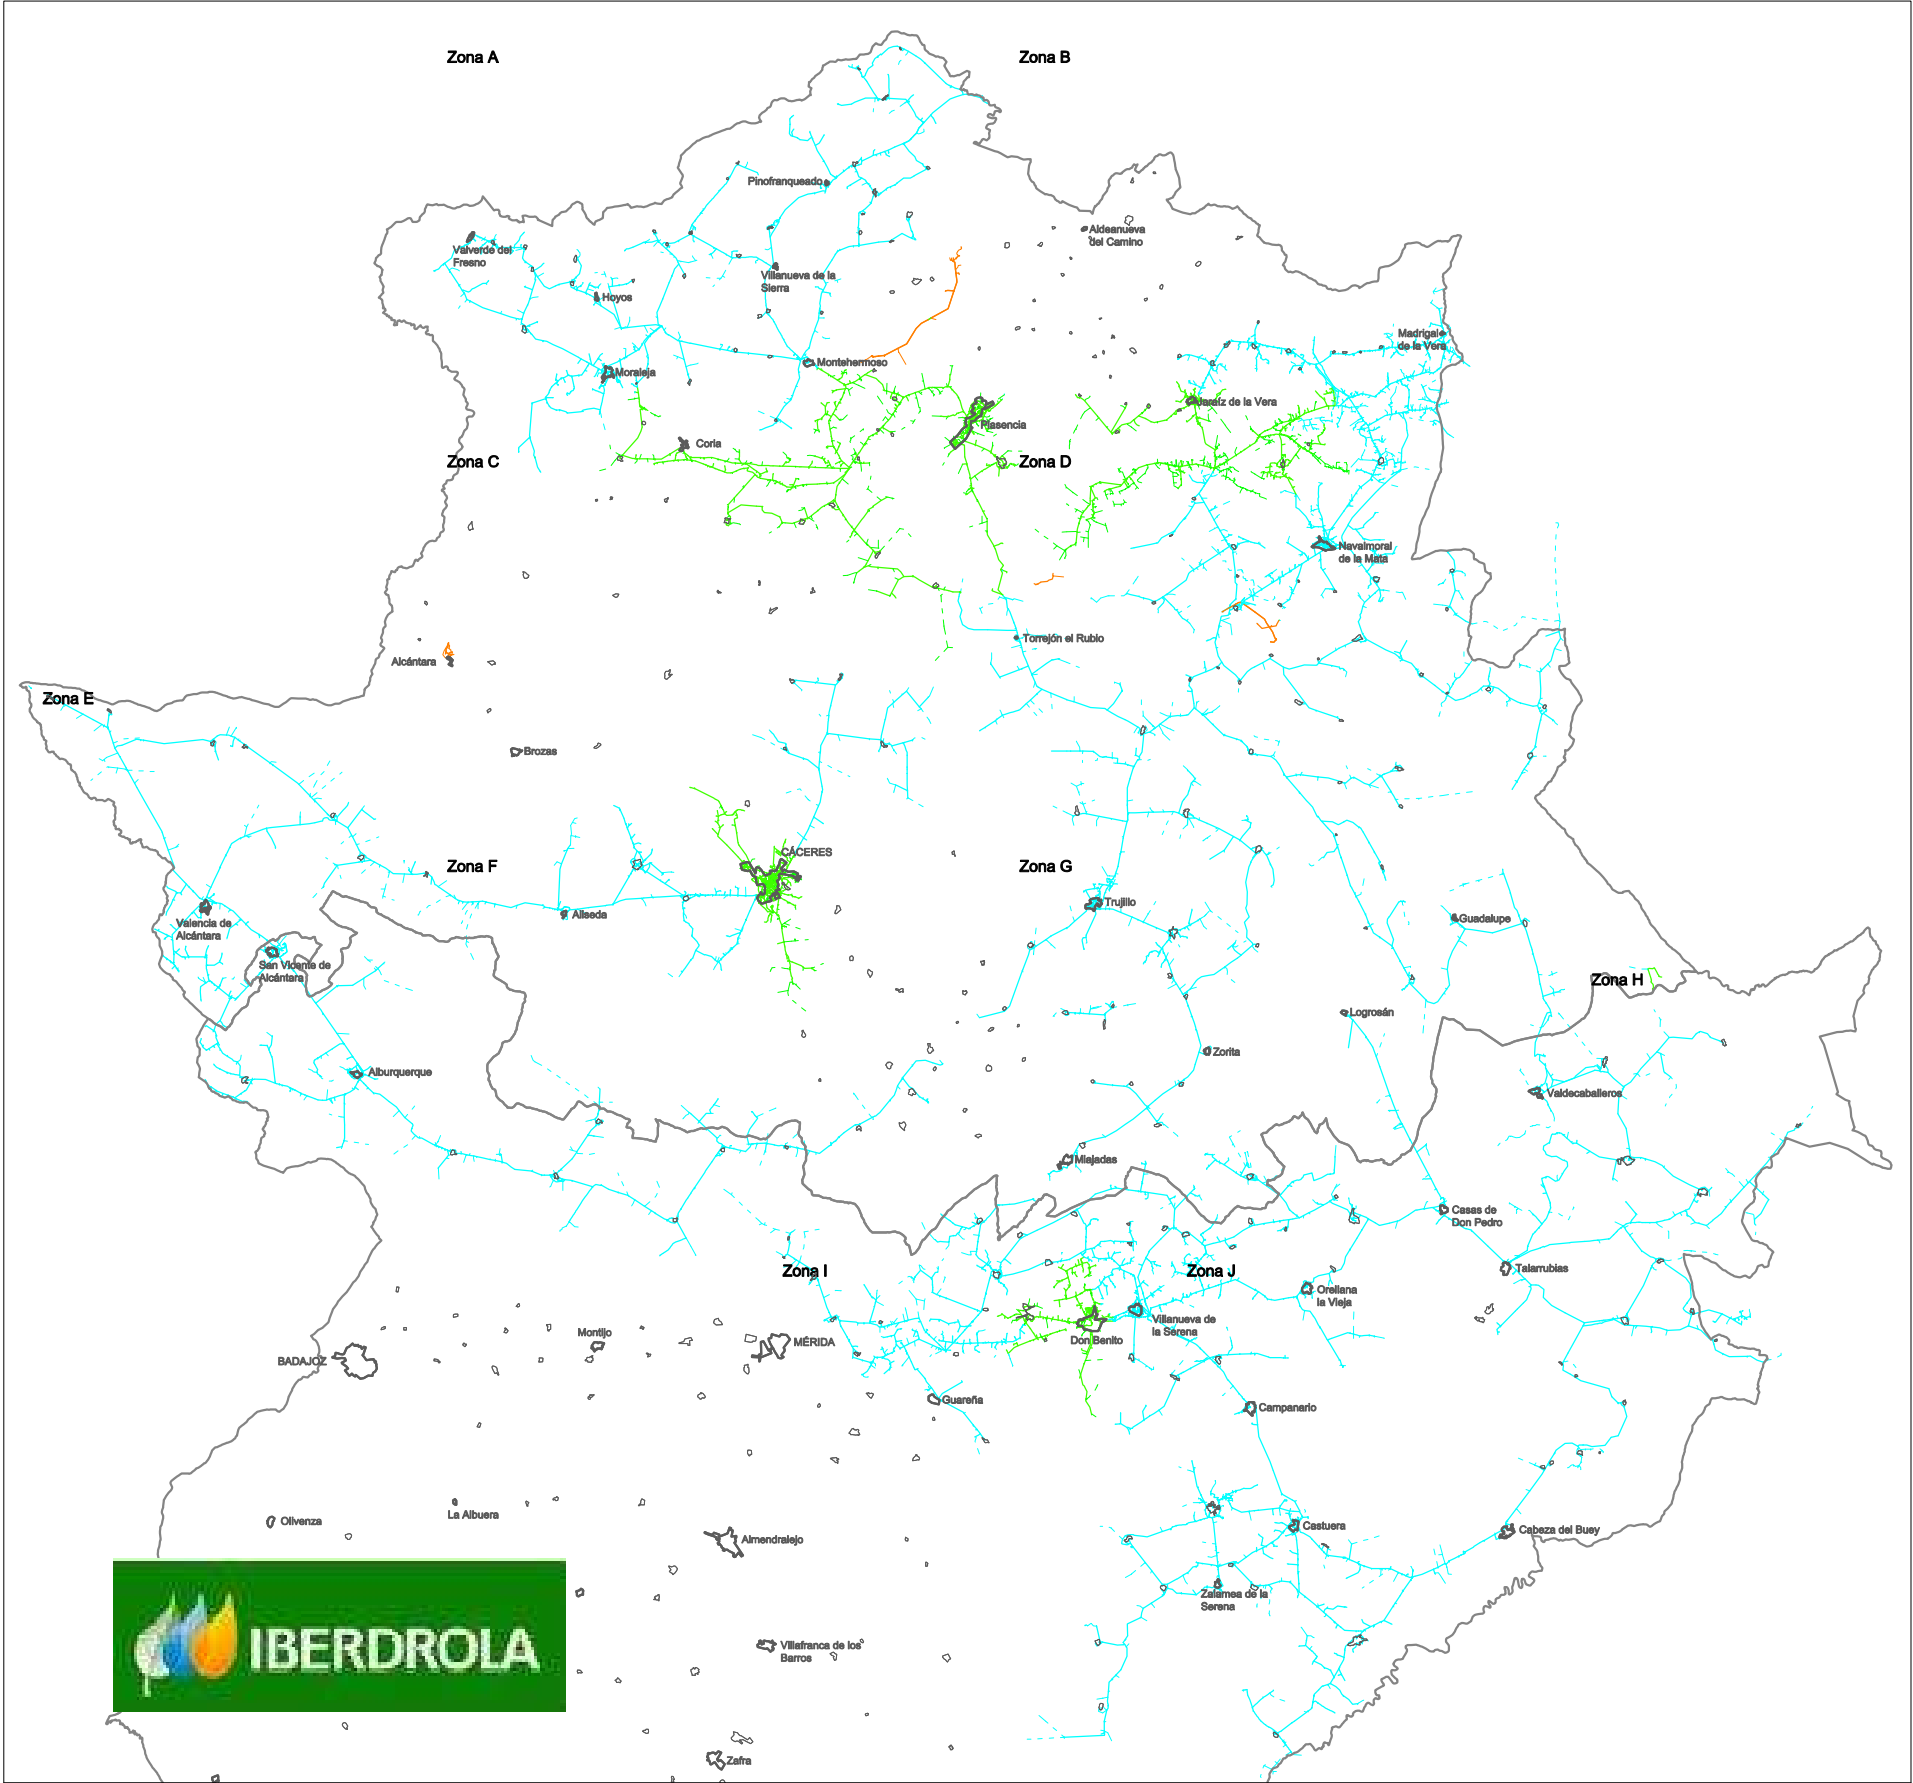 Zona A
Zona B
Pinofranqueado
Aldeanueva
del Camino
Valverde del
Fresno
Villanueva de la
Sierra
Hoyos
Madrigal
de la Vera
Montehermoso
Moraleja
Jaraíz de la Vera
Plasencia
Coria
Zona C
Zona D
Navalmoral
de la Mata
Torrejón el Rubio
Alcántara
Zona E
Brozas
CÁCERES
Zona F
Zona G
Trujillo
Aliseda
Guadalupe
Valencia de
Alcántara
San Vicente de
Alcántara
Zona H
Logrosán
Zorita
Alburquerque
Valdecaballeros
Miajadas
Casas de
Don Pedro
Zona I
Zona J
Talarrubias
Orellana
la Vieja
Villanueva de
la Serena
Don Benito
Montijo
MÉRIDA
BADAJOZ
Guareña
Campanario
La Albuera
Olivenza
Castuera
Cabeza del Buey
Almendralejo
Zalamea de la
Serena
IBERDROLA
Villafranca de los
Barros
Zafra